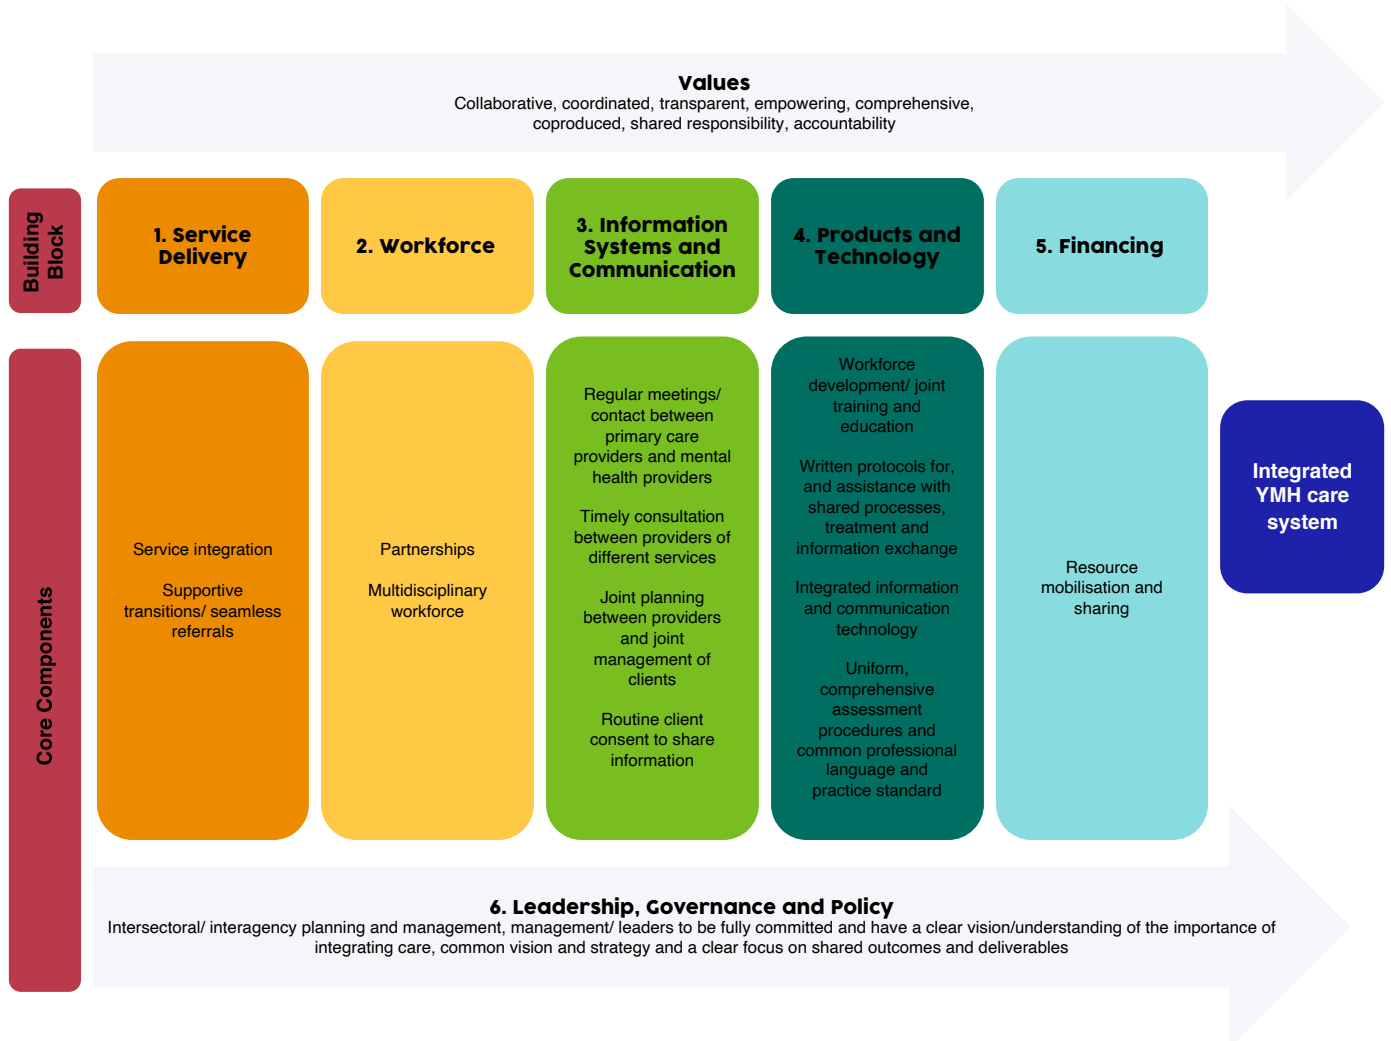 Values
Collaborative, coordinated, transparent, empowering, comprehensive,
coproduced, shared responsibility, accountability
Building
Block
1. Service
Delivery
2. Workforce
3. Information
Systems and
Communication
4. Products and
Technology
5. Financing
Core Components
Service integration
Supportive
transitions/ seamless
referrals
Partnerships
Multidisciplinary
workforce
Regular meetings/
contact between
primary care
providers and mental
health providers
Timely consultation
between providers of
different services
Joint planning
between providers
and joint
management of
clients
Routine client
consent to share
information
Workforce
development/ joint
training and
education
Written protocols for,
and assistance with
shared processes,
treatment and
information exchange
Integrated information
and communication
technology
Uniform,
comprehensive
assessment
procedures and
common professional
language and
practice standard
Resource
mobilisation and
sharing
Integrated
YMH care
system
6. Leadership, Governance and Policy
Intersectoral/ interagency planning and management, management/ leaders to be fully committed and have a clear vision/understanding of the importance of
integrating care, common vision and strategy and a clear focus on shared outcomes and deliverables